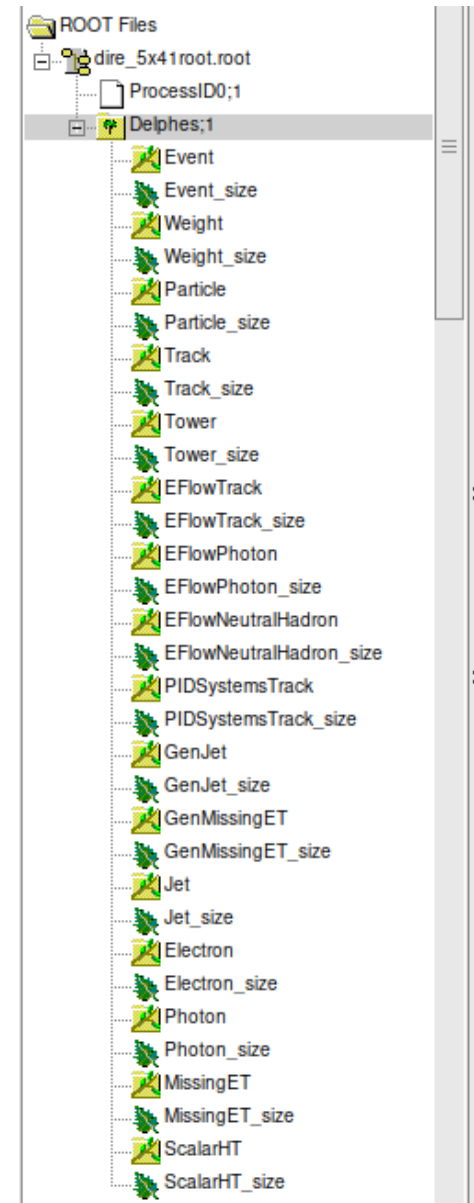 ROOT Files
dire_5x41root.root
ProcessID0;1
Delphes;1
Event
Event_size
Weight
Weight_size
Particle
Particle_size
Track
Track_size
Tower
Tower_size
EFlowTrack
EFlowTrack_size
EFlowPhoton
EFlowPhoton_size
EFlowNeutralHadron
EFlowNeutralHadron_size
PIDSystemsTrack
PIDSystemsTrack_size
GenJet
GenJet_size
GenMissingET
GenMissingET_size
Jet
Jet_size
Electron
Electron_size
Photon
Photon_size
MissingET
MissingET_size
ScalarHT
ScalarHT_size